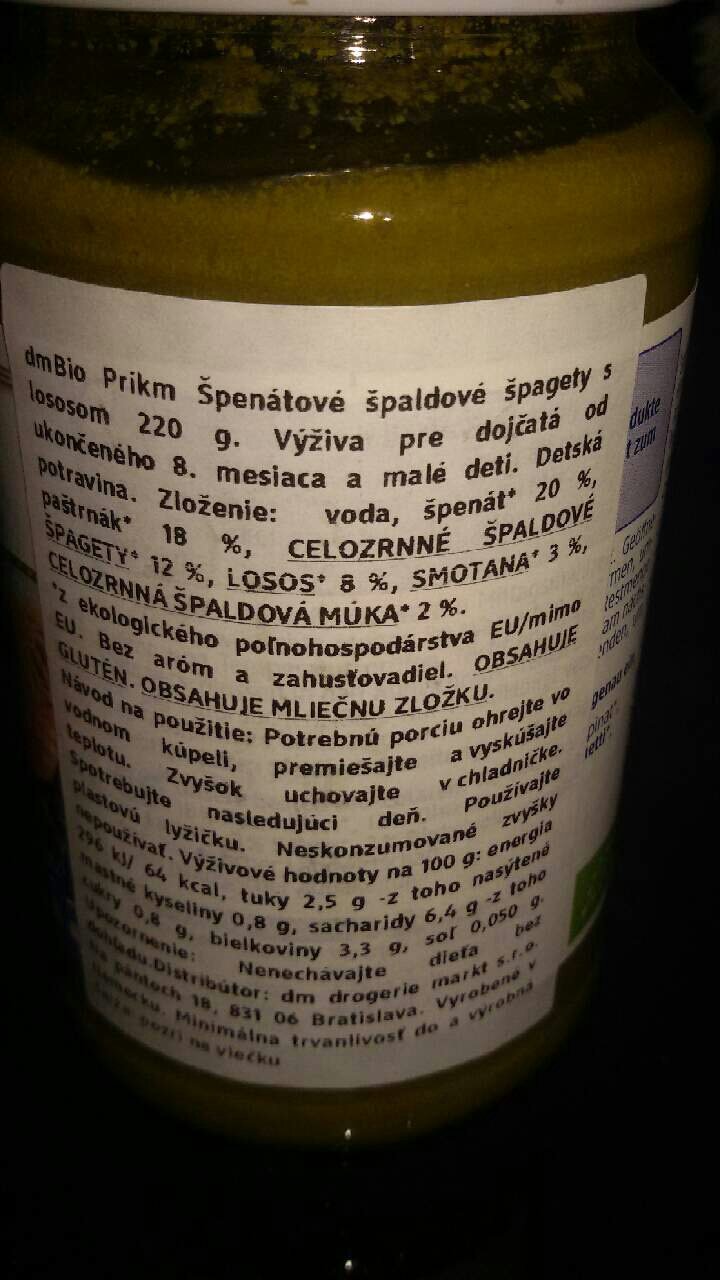 dmBio Príkm Špenátové špaldové špagety s
lososom 220 g. Výživa pre dojčatá od
ukončeného 8. mesiaca a malé deti. Detská
potravina. Zloženie: voda, špenát* 20 %,
paštrnák* 18 %, CELOZRNNÉ ŠPALDOVÉ
ŠPAGETY* 12 %, LOSOS* 8 %, SMOTANA* 3 %,
CELOZRNNÁ ŠPALDOVÁ MÚKA* 2 %.
*z ekologického poľnohospodárstva EU/mimo
EU. Bez aróm a zahusťovadiel. OBSAHUJE
GLUTÉN. OBSAHUJE MLIEČNU ZLOŽKU.
Návod na použitie: Potrebnú porciu ohrejte vo
vodnom kúpeli, premiešajte a vyskúšajte
teplotu. Zvyšok uchovajte v chladničke.
Spotrebujte nasledujúci deň. Používajte
plastovú lyžičku. Neskonzumované zvyšky
nepoužívať. Výživové hodnoty na 100 g: energia
296 kJ/ 64 kcal, tuky 2,5 g -z toho nasýtené
mastné kyseliny 0,8 g, sacharidy 6,4 g -z toho
cukry 0,8 g, bielkoviny 3,3 g, soľ 0,050 g.
Upozornenie: Nenechávajte dieťa bez
dohľadu.Distribútor: dm drogerie markt s.r.o.
Na pántoch 18, 831 06 Bratislava. Vyrobené v
Nemecku. Minimálna trvanlivosť do a výrobná
pozri na viečku
dukte
t zum
genau